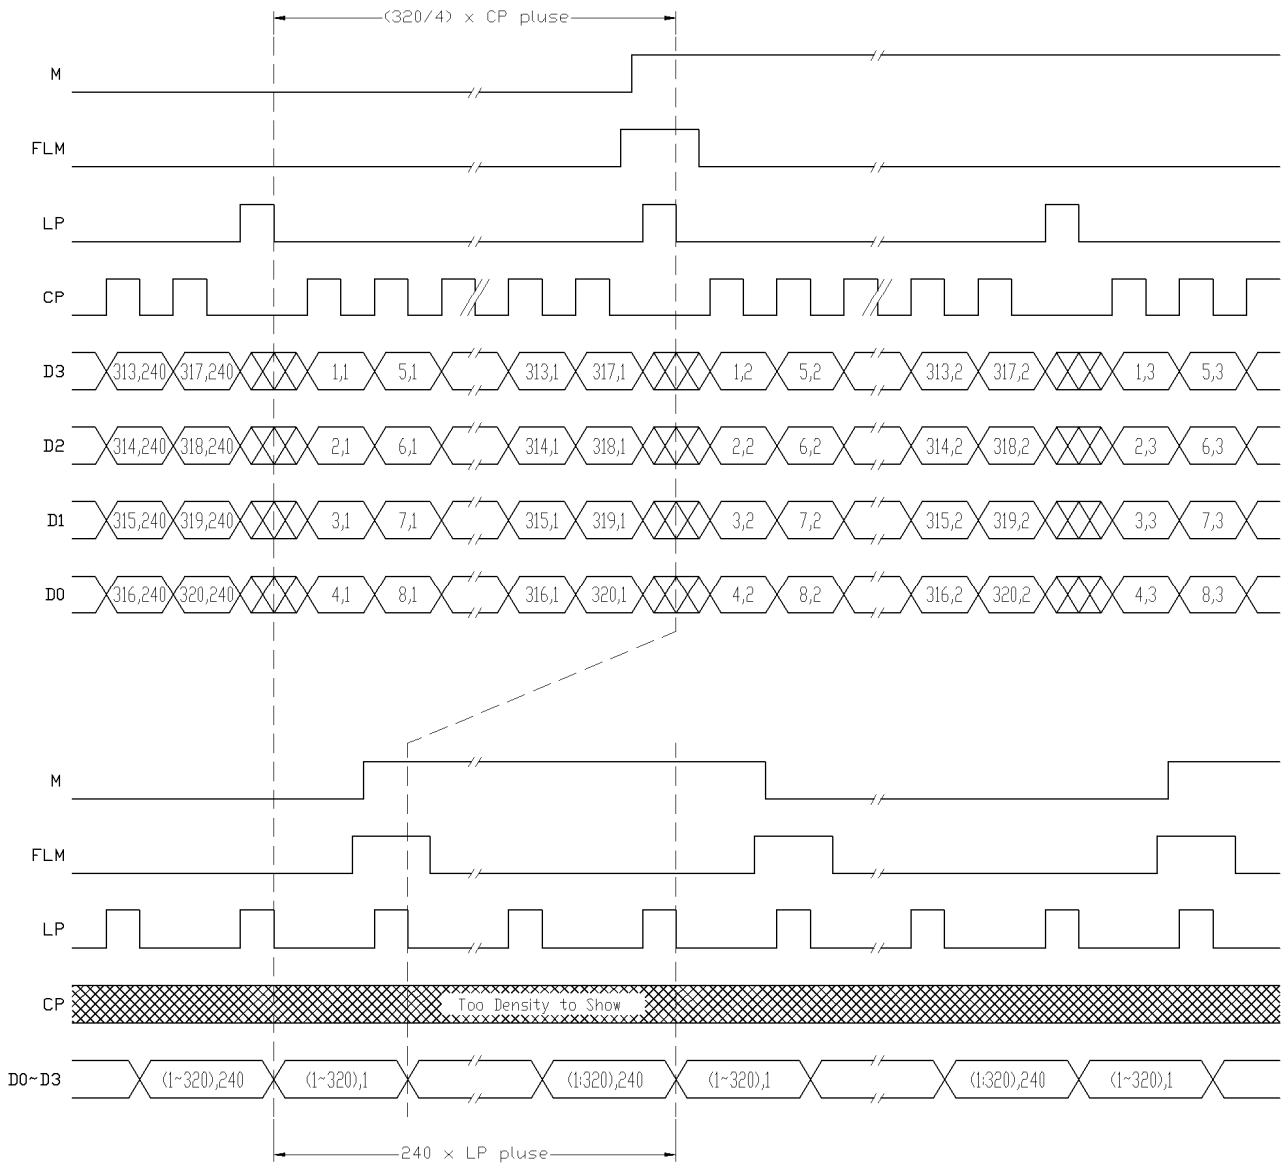 (320/4) x CP pluse
M
FLM
LP
CP
D3 313,240 317,240 1,1 5,1 313,1 317,1 1,2 5,2 313,2 317,2 1,3 5,3
D2 314,240 318,240 2,1 6,1 314,1 318,1 2,2 6,2 314,2 318,2 2,3 6,3
D1 315,240 319,240 3,1 7,1 315,1 319,1 3,2 7,2 315,2 319,2 3,3 7,3
D0 316,240 320,240 4,1 8,1 316,1 320,1 4,2 8,2 316,2 320,2 4,3 8,3
M
FLM
LP
CP Too Density to Show
D0~D3 (1~320),240 (1~320),1 (1:320),240 (1~320),1 (1:320),240 (1~320),1
240 x LP pluse